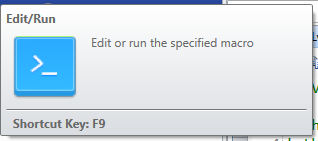 Edit/Run
Edit or run the specified macro
Shortcut Key: F9